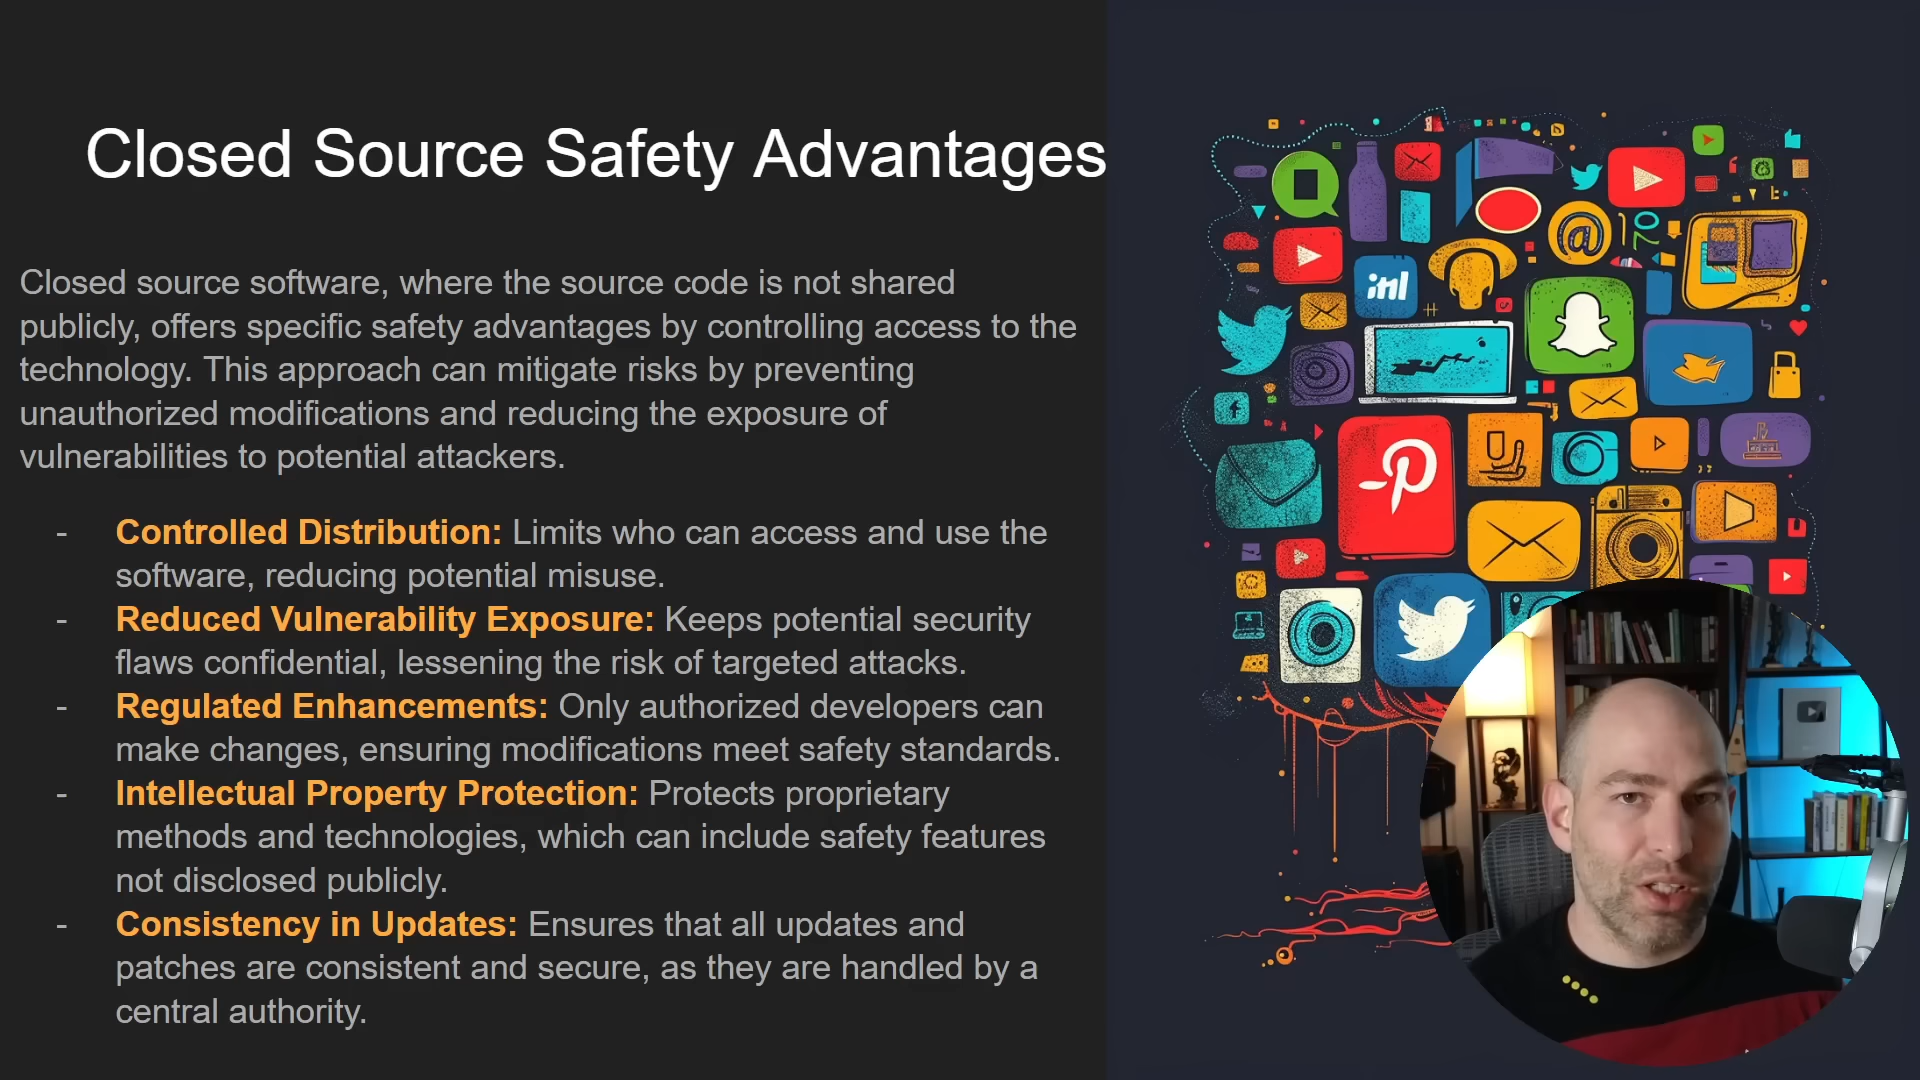 Closed Source Safety Advantages
Closed source software, where the source code is not shared
publicly, offers specific safety advantages by controlling access to the
technology. This approach can mitigate risks by preventing
unauthorized modifications and reducing the exposure of
vulnerabilities to potential attackers.
- Controlled Distribution: Limits who can access and use the
software, reducing potential misuse.
- Reduced Vulnerability Exposure: Keeps potential security
flaws confidential, lessening the risk of targeted attacks.
- Regulated Enhancements: Only authorized developers can
make changes, ensuring modifications meet safety standards.
- Intellectual Property Protection: Protects proprietary
methods and technologies, which can include safety features
not disclosed publicly.
- Consistency in Updates: Ensures that all updates and
patches are consistent and secure, as they are handled by a
central authority.